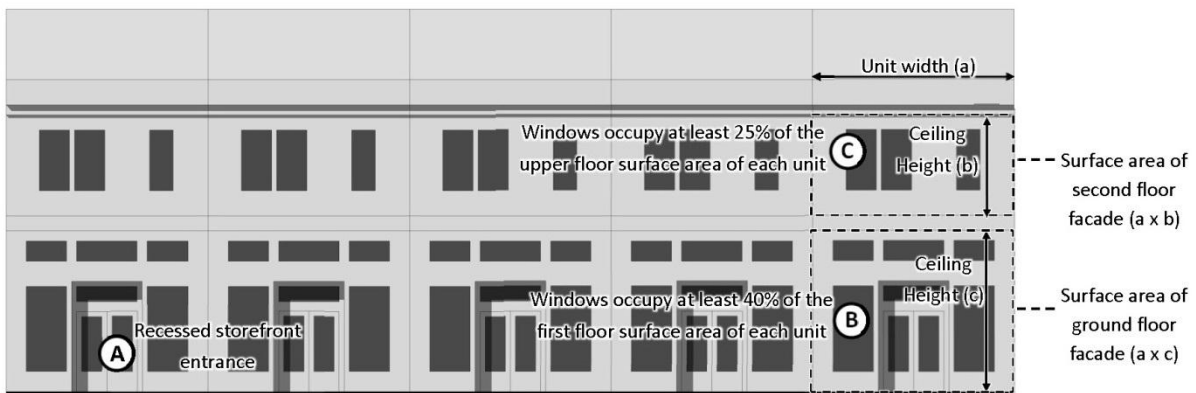 Unit width (a)
Windows occupy at least 25% of the
upper floor surface area of each unit
C
Ceiling
Height (b)
Surface area of
second floor
facade (a x b)
Ceiling
Height (c)
Windows occupy at least 40% of the
first floor surface area of each unit
B
Surface area of
ground floor
facade (a x c)
A
Recessed storefront
entrance